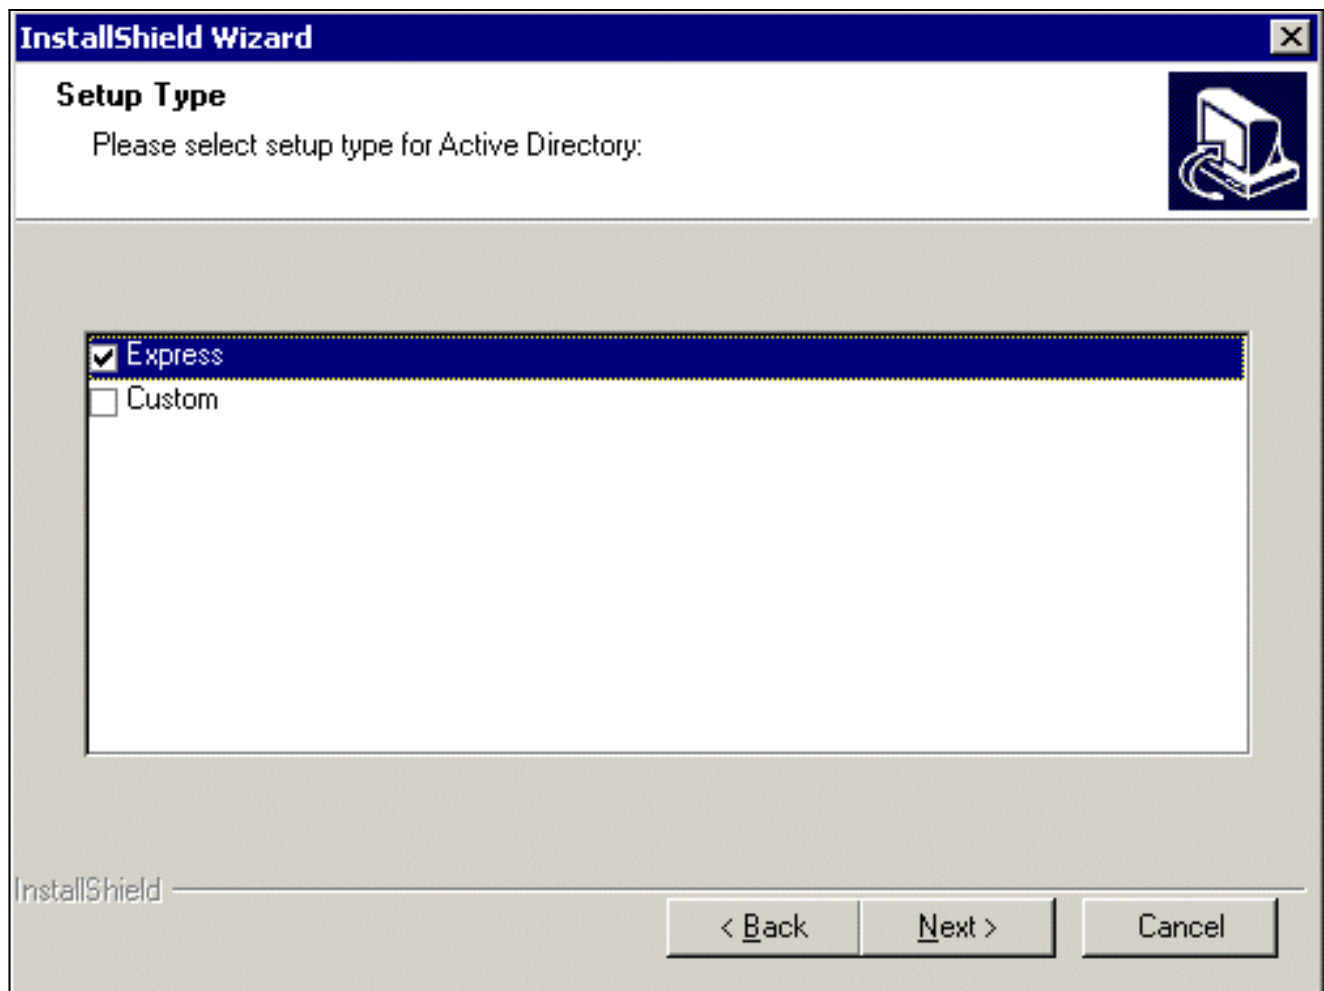 InstallShield Wizard
Setup Type
Please select setup type for Active Directory:
Express
Custom
InstallShield
< Back
Next >
Cancel